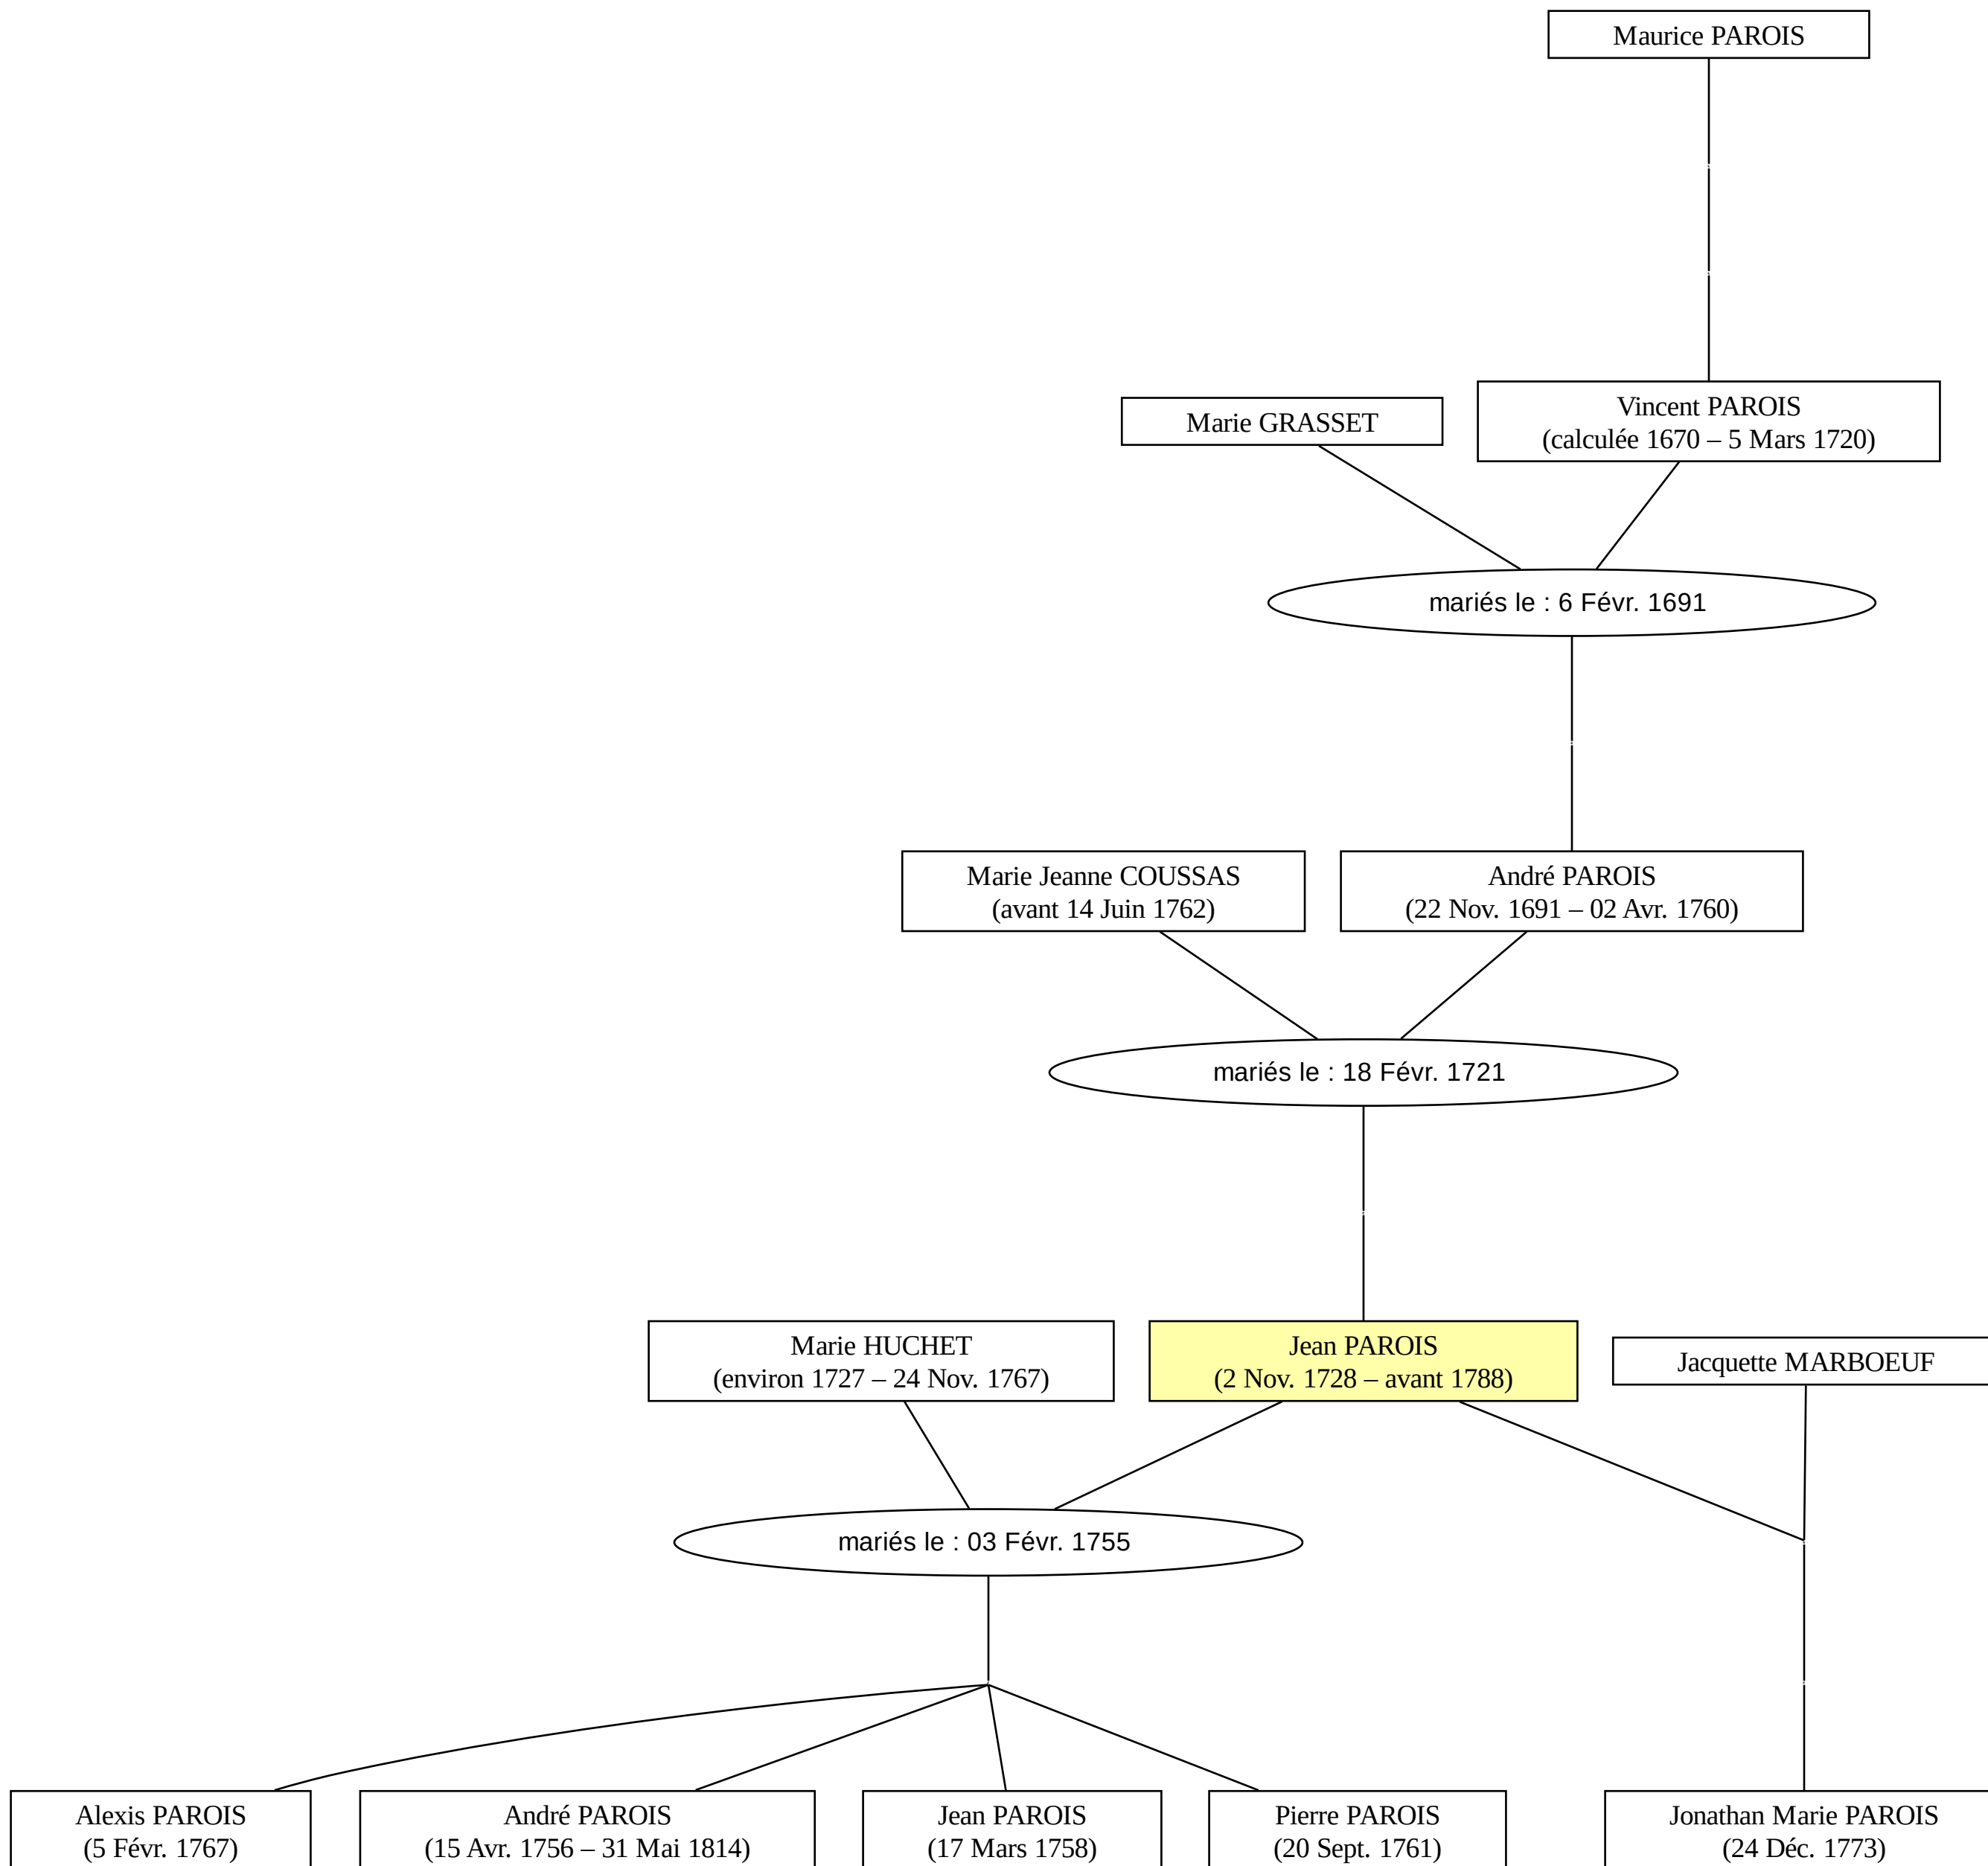 Maurice PAROIS
Marie GRASSET
Vincent PAROIS
(calculée 1670 – 5 Mars 1720)
mariés le : 6 Févr. 1691
Marie Jeanne COUSSAS
(avant 14 Juin 1762)
André PAROIS
(22 Nov. 1691 – 02 Avr. 1760)
mariés le : 18 Févr. 1721
Marie HUCHET
(environ 1727 – 24 Nov. 1767)
Jean PAROIS
(2 Nov. 1728 – avant 1788)
Jacquette MARBOEUF
mariés le : 03 Févr. 1755
Alexis PAROIS
(5 Févr. 1767)
André PAROIS
(15 Avr. 1756 – 31 Mai 1814)
Jean PAROIS
(17 Mars 1758)
Pierre PAROIS
(20 Sept. 1761)
Jonathan Marie PAROIS
(24 Déc. 1773)